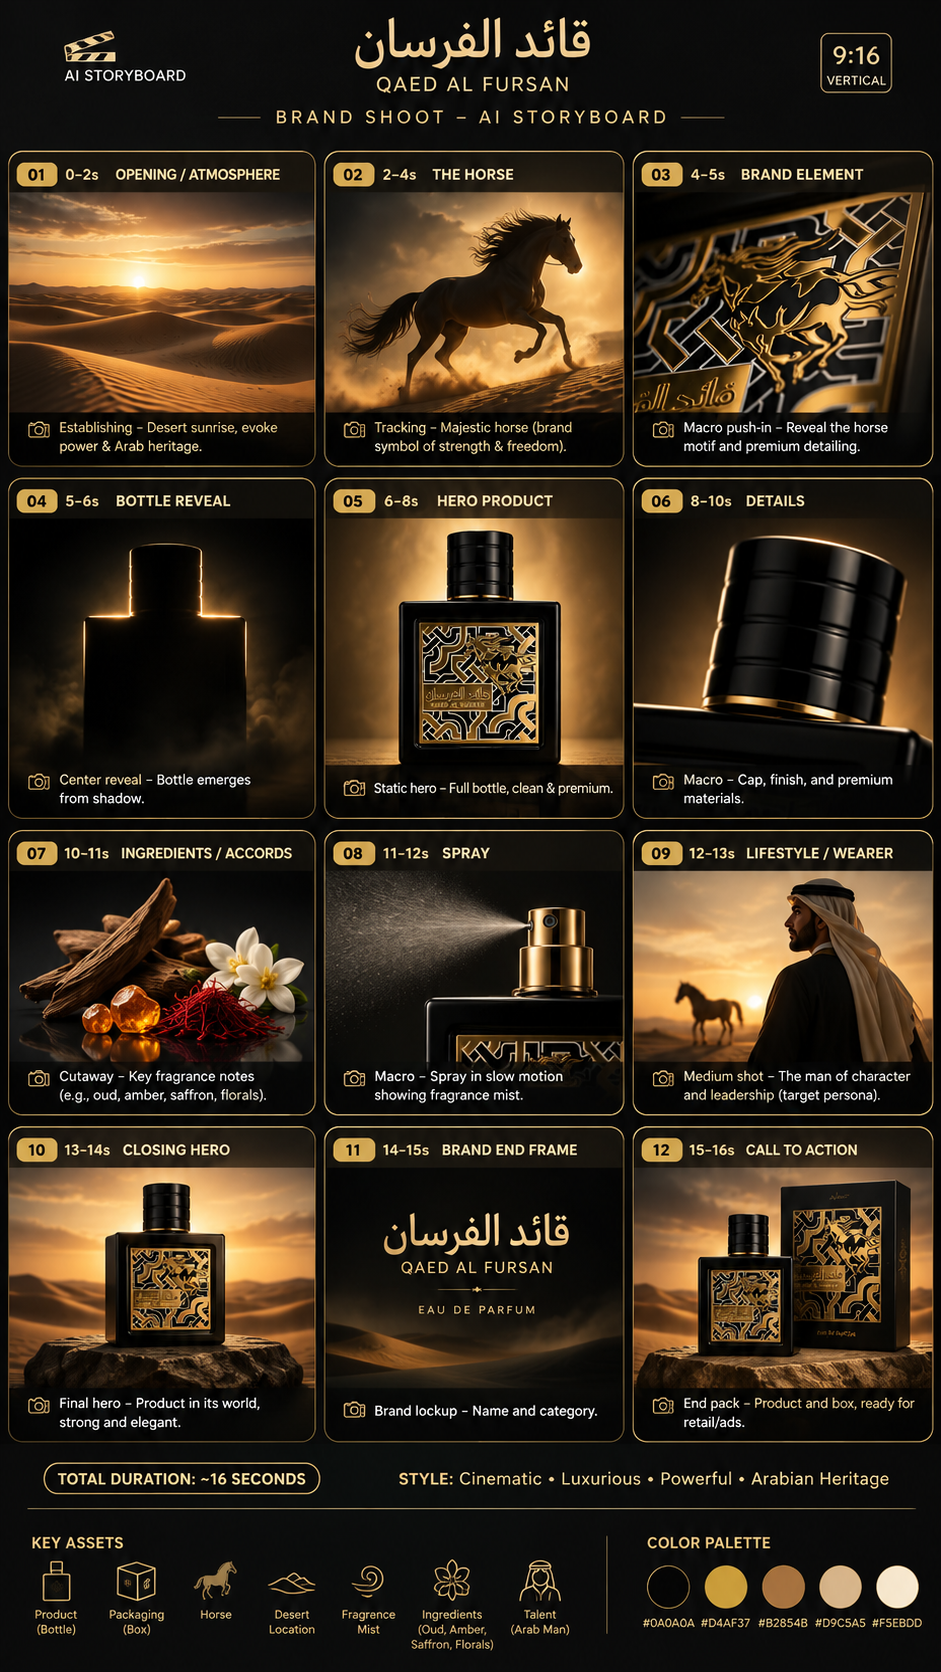 AI STORYBOARD
قائد الفرسان
QAED AL FURSAN
BRAND SHOOT – AI STORYBOARD
9:16
VERTICAL
01 0–2s OPENING / ATMOSPHERE
Establishing – Desert sunrise, evoke
power & Arab heritage.
02 2–4s THE HORSE
Tracking – Majestic horse (brand
symbol of strength & freedom).
03 4–5s BRAND ELEMENT
قائد الف
Macro push-in – Reveal the horse
motif and premium detailing.
04 5–6s BOTTLE REVEAL
Center reveal – Bottle emerges
from shadow.
05 6–8s HERO PRODUCT
قائد الفرسان
Static hero – Full bottle, clean & premium.
06 8–10s DETAILS
Macro – Cap, finish, and premium
materials.
07 10–11s INGREDIENTS / ACCORDS
Cutaway – Key fragrance notes
(e.g., oud, amber, saffron, florals).
08 11–12s SPRAY
Macro – Spray in slow motion
showing fragrance mist.
09 12–13s LIFESTYLE / WEARER
Medium shot – The man of character
and leadership (target persona).
10 13–14s CLOSING HERO
Final hero – Product in its world,
strong and elegant.
11 14–15s BRAND END FRAME
قائد الفرسان
QAED AL FURSAN
EAU DE PARFUM
Brand lockup – Name and category.
12 15–16s CALL TO ACTION
End pack – Product and box, ready for
retail/ads.
TOTAL DURATION: ~16 SECONDS
STYLE: Cinematic • Luxurious • Powerful • Arabian Heritage
KEY ASSETS
Product
(Bottle)
Packaging
(Box)
Horse
Desert
Location
Fragrence
Mist
Ingredients
(Oud, Amber,
Saffron, Florals)
Talent
(Arab Man)
COLOR PALETTE
#0A0A0A #D4AF37 #B2854B #D9C5A5 #F5EBDD